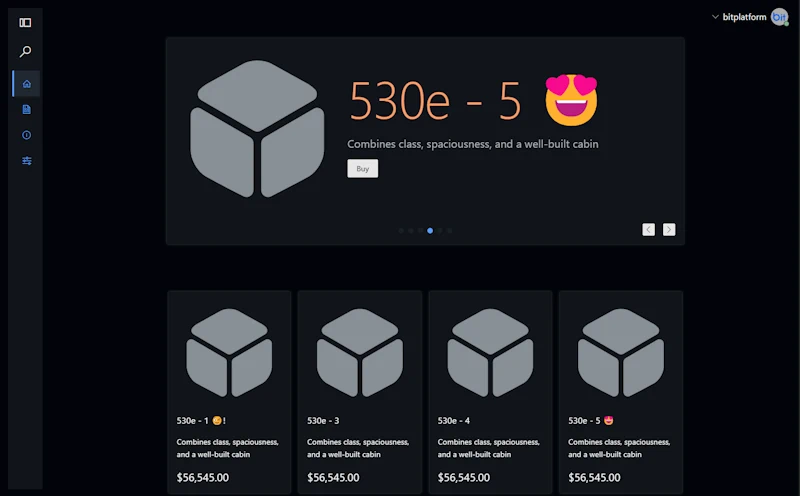 bitplatform
bit
530e - 5 😍
Combines class, spaciousness, and a well-built cabin
Buy
530e - 1 😉!
Combines class, spaciousness,
and a well-built cabin
$56,545.00
530e - 3
Combines class, spaciousness,
and a well-built cabin
$56,545.00
530e - 4
Combines class, spaciousness,
and a well-built cabin
$56,545.00
530e - 5 😍
Combines class, spaciousness,
and a well-built cabin
$56,545.00